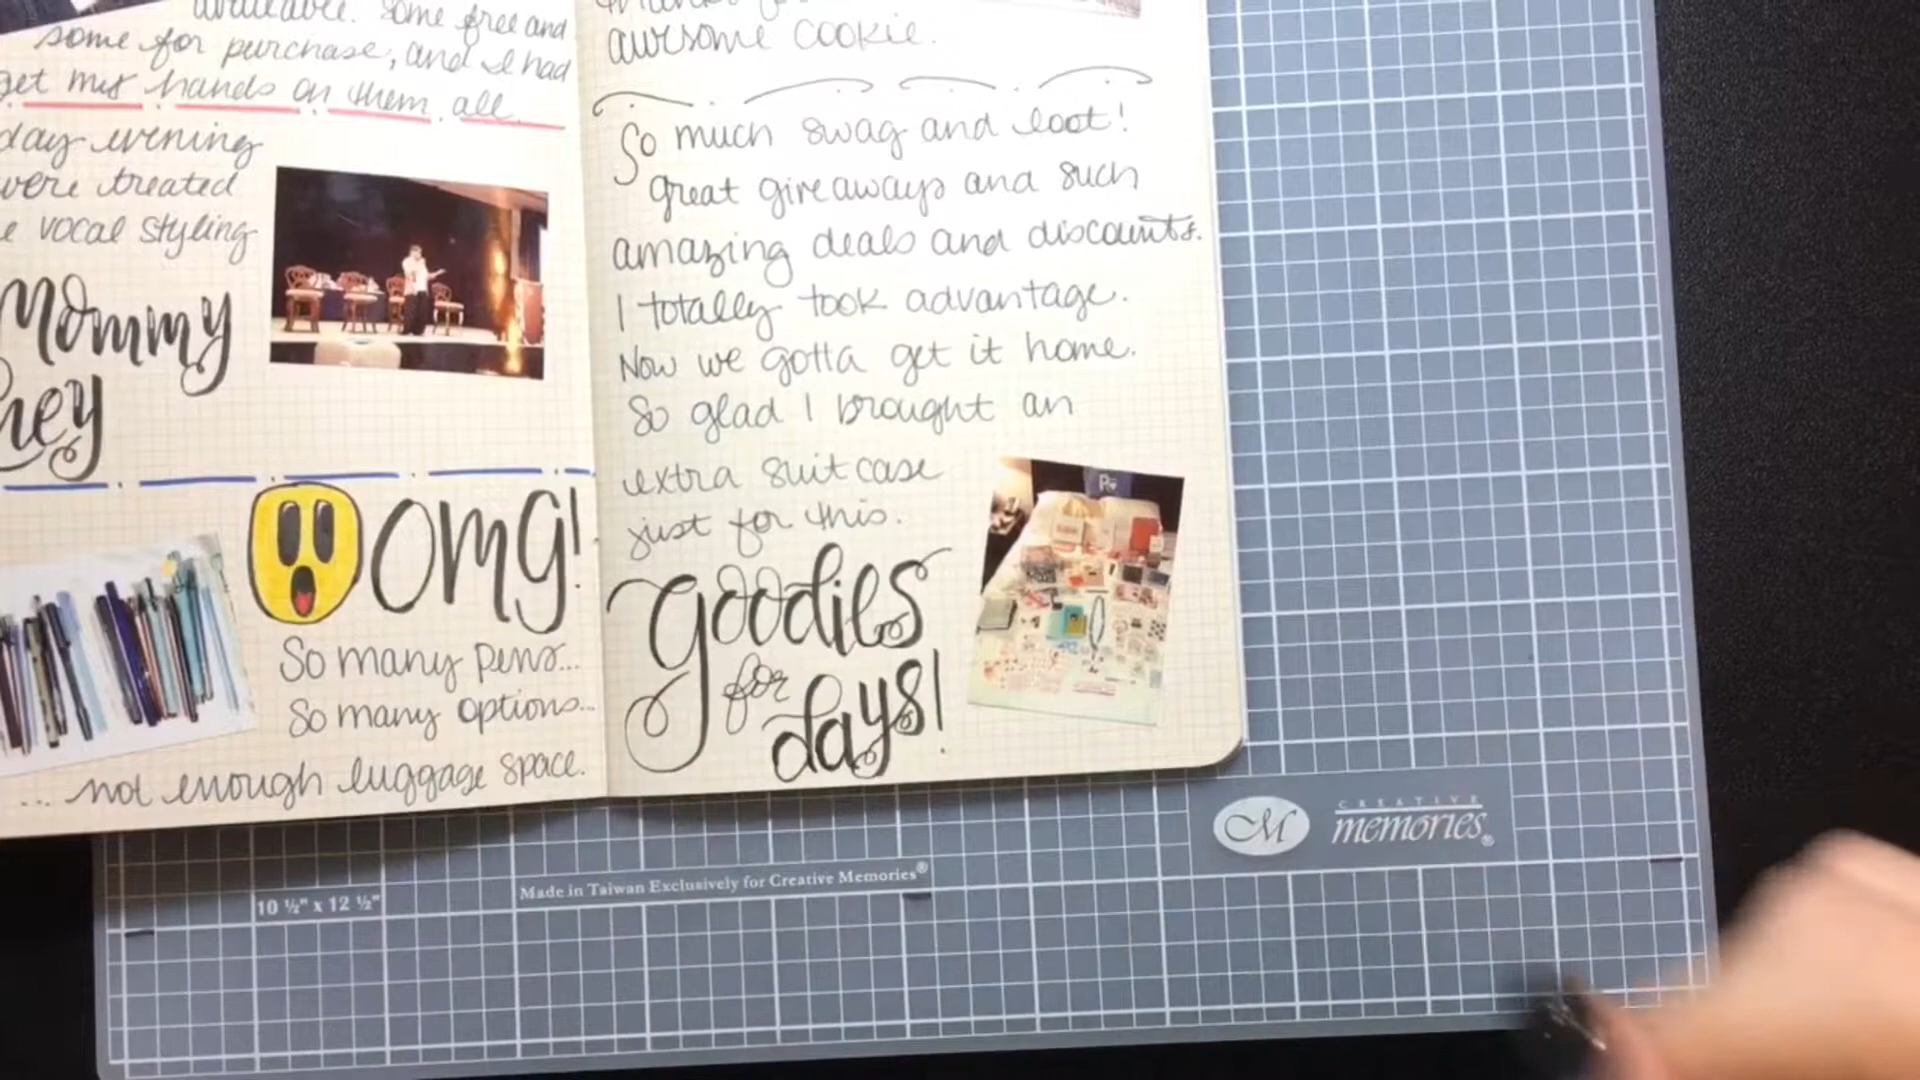 available. Some free and
some for purchase, and I had
get my hands on them all.
day evening
were treated
vocal styling
Mommy
hey
OMG!
So many pens...
So many options...
... not enough luggage space.
awesome cookie.
So much swag and loot!
great giveaways and such
amazing deals and discounts.
I totally took advantage.
Now we gotta get it home.
So glad I brought an
extra suitcase
just for this.
goodies
for
days!
CREATIVE
memories®
Made in Taiwan Exclusively for Creative Memories®
10 ½" x 12 ½"